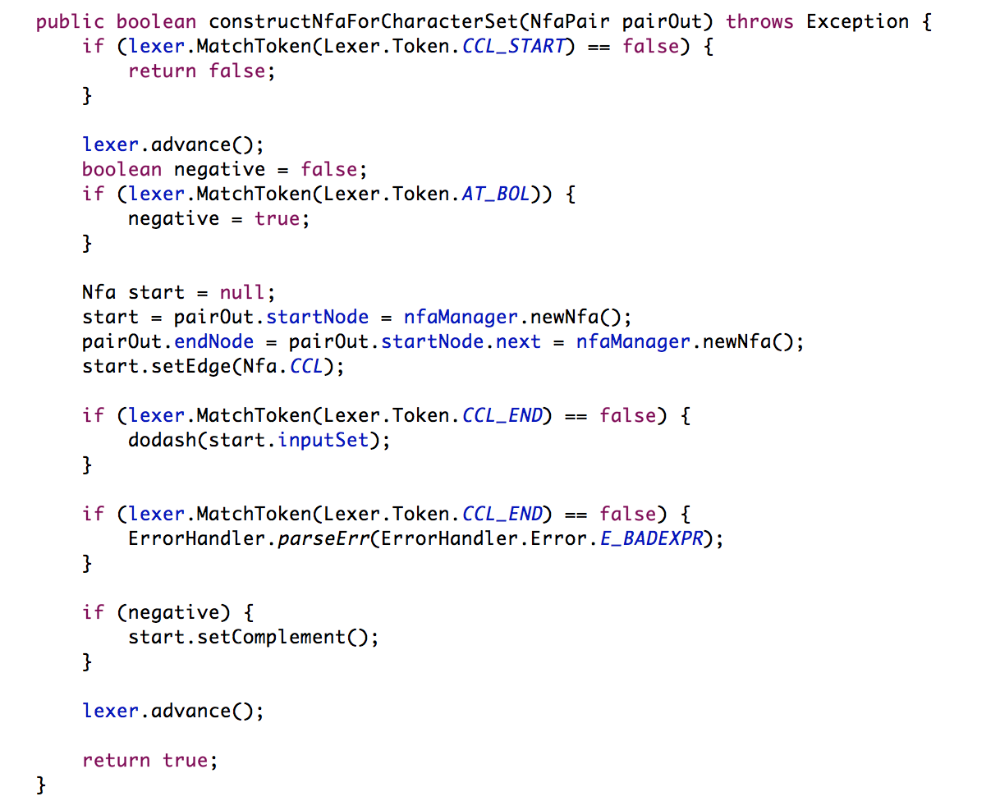 public boolean constructNfaForCharacterSet(NfaPair pairOut) throws Exception {
    if (lexer.MatchToken(Lexer.Token.CCL_START) == false) {
        return false;
    }

    lexer.advance();
    boolean negative = false;
    if (lexer.MatchToken(Lexer.Token.AT_BOL)) {
        negative = true;
    }

    Nfa start = null;
    start = pairOut.startNode = nfaManager.newNfa();
    pairOut.endNode = pairOut.startNode.next = nfaManager.newNfa();
    start.setEdge(Nfa.CCL);

    if (lexer.MatchToken(Lexer.Token.CCL_END) == false) {
        dodash(start.inputSet);
    }

    if (lexer.MatchToken(Lexer.Token.CCL_END) == false) {
        ErrorHandler.parseErr(ErrorHandler.Error.E_BADEXPR);
    }

    if (negative) {
        start.setComplement();
    }

    lexer.advance();

    return true;
}